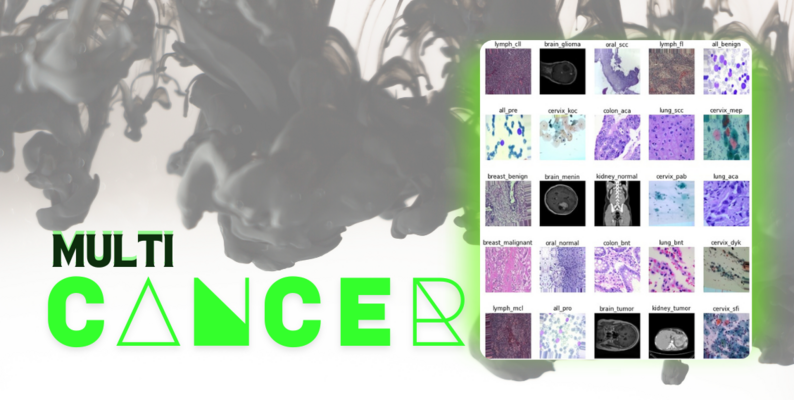 MULTI
CANCER
lymph_cll brain_glioma oral_scc lymph_fl all_benign
all_pre cervix_koc colon_aca lung_scc cervix_mep
breast_benign brain_menin kidney_normal cervix_pab lung_aca
breast_malignant oral_normal colon_bnt lung_bnt cervix_dyk
lymph_mcl all_pro brain_tumor kidney_tumor cervix_sfi